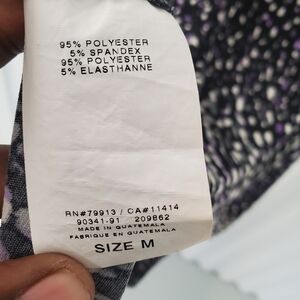 95% POLYESTER
5% SPANDEX
95% POLYESTER
5% ELASTHANNE
RN#79913 / CA#11414
90341-91 209862
MADE IN GUATEMALA
FABRIQUE EN GUATEMALA
SIZE M